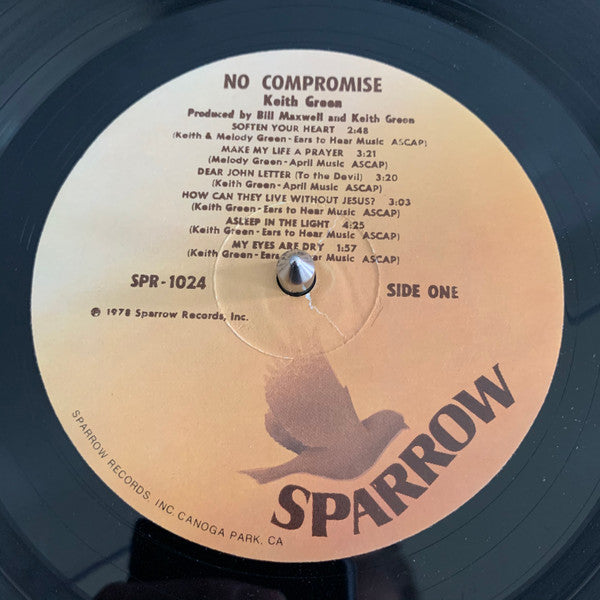 NO COMPROMISE
Keith Green
Produced by Bill Maxwell and Keith Green
SOFTEN YOUR HEART 2:48
(Keith & Melody Green-Ears to Hear Music ASCAP)
MAKE MY LIFE A PRAYER 3:21
(Melody Green-April Music ASCAP)
DEAR JOHN LETTER (To the Devil) 3:20
(Keith Green-April Music ASCAP)
HOW CAN THEY LIVE WITHOUT JESUS? 3:03
(Keith Green-Ears to Hear Music ASCAP)
ASLEEP IN THE LIGHT 4:25
(Keith Green-Ears to Hear Music ASCAP)
MY EYES ARE DRY 1:57
(Keith Green-Ears to Hear Music ASCAP)
SPR-1024
SIDE ONE
℗ 1978 Sparrow Records, Inc.
SPARROW
SPARROW RECORDS, INC. CANOGA PARK, CA